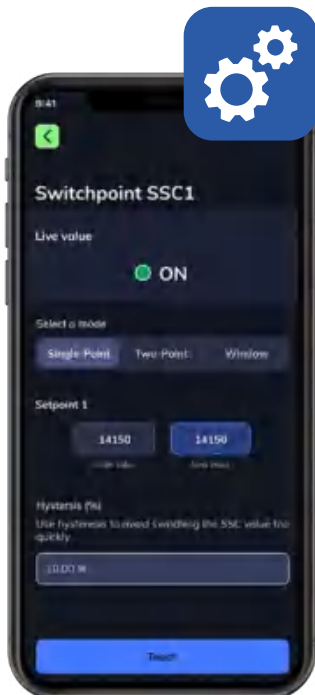 9:41
Switchpoint SSC1
Live value
ON
Select a mode
Single Point Two Point Window
Setpoint 1
14150 14150
Hystersis (%)
Use hysteresis to avoid switching the SSC value too
quickly
10.00 %
Teach